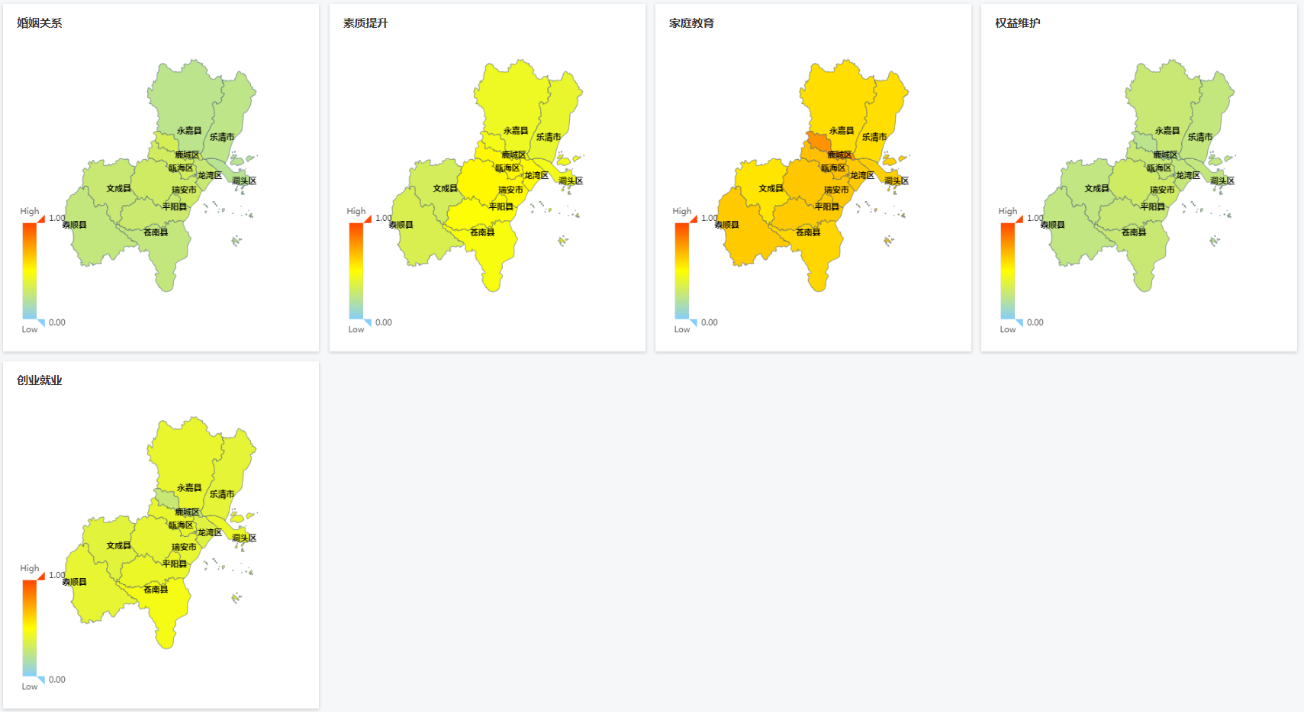 婚姻关系
永嘉县
乐清市
鹿城区
瓯海区
龙湾区
洞头区
文成县
瑞安市
平阳县
泰顺县
苍南县
High
1.00
0.00
Low
素质提升
永嘉县
乐清市
鹿城区
瓯海区
龙湾区
洞头区
文成县
瑞安市
平阳县
泰顺县
苍南县
High
1.00
0.00
Low
家庭教育
永嘉县
乐清市
鹿城区
瓯海区
龙湾区
洞头区
文成县
瑞安市
平阳县
泰顺县
苍南县
High
1.00
0.00
Low
权益维护
永嘉县
乐清市
鹿城区
瓯海区
龙湾区
洞头区
文成县
瑞安市
平阳县
泰顺县
苍南县
High
1.00
0.00
Low
创业就业
永嘉县
乐清市
鹿城区
瓯海区
龙湾区
洞头区
文成县
瑞安市
平阳县
泰顺县
苍南县
High
1.00
0.00
Low